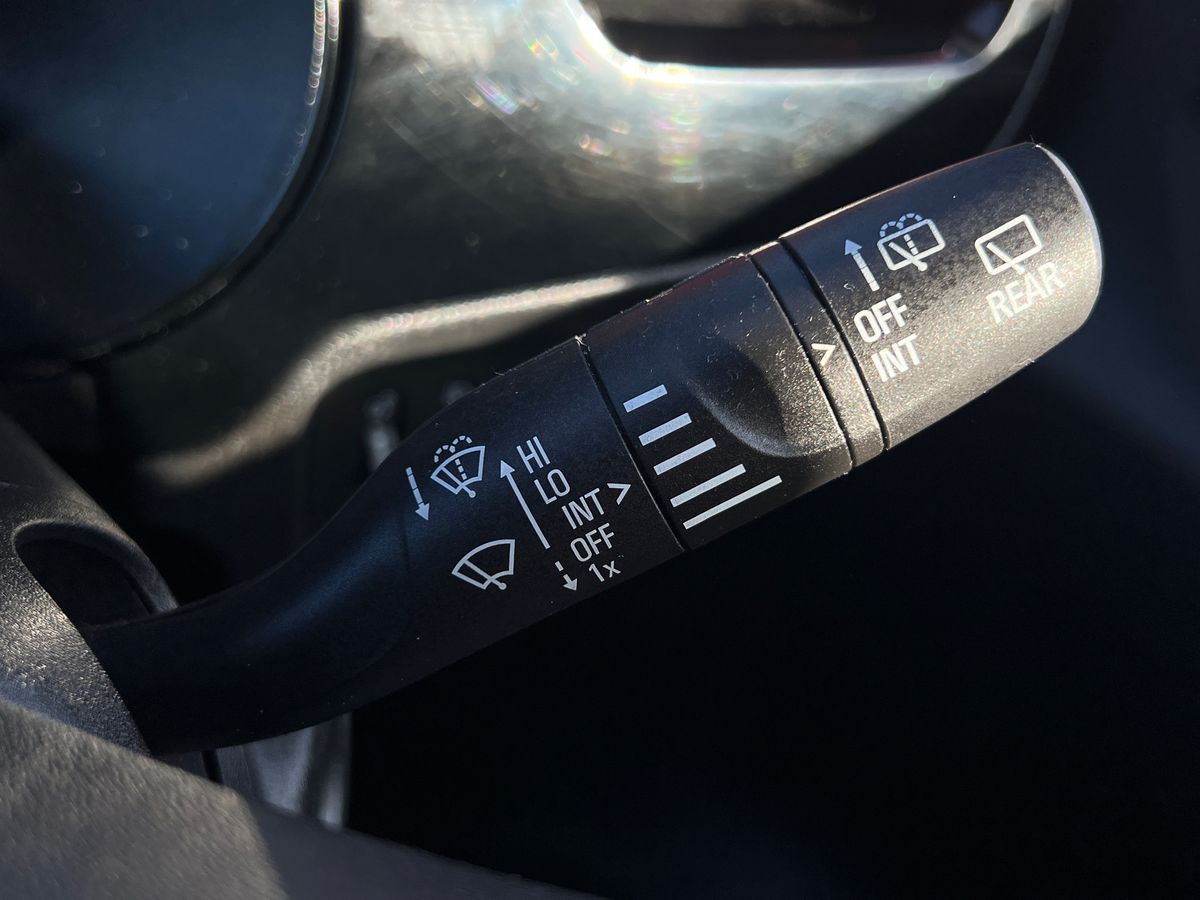 HI
LO
INT
OFF
1x
OFF
INT
REAR